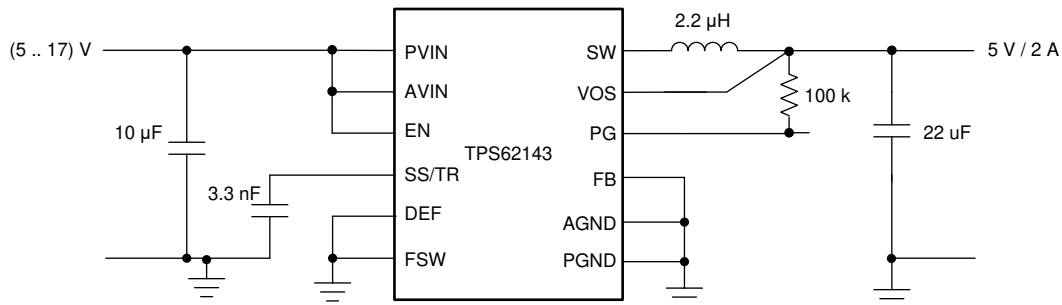 (5 .. 17) V
10 µF
3.3 nF
PVIN
AVIN
EN
SS/TR
DEF
FSW
TPS62143
SW
VOS
PG
FB
AGND
PGND
2.2 µH
100 k
22 uF
5 V / 2 A